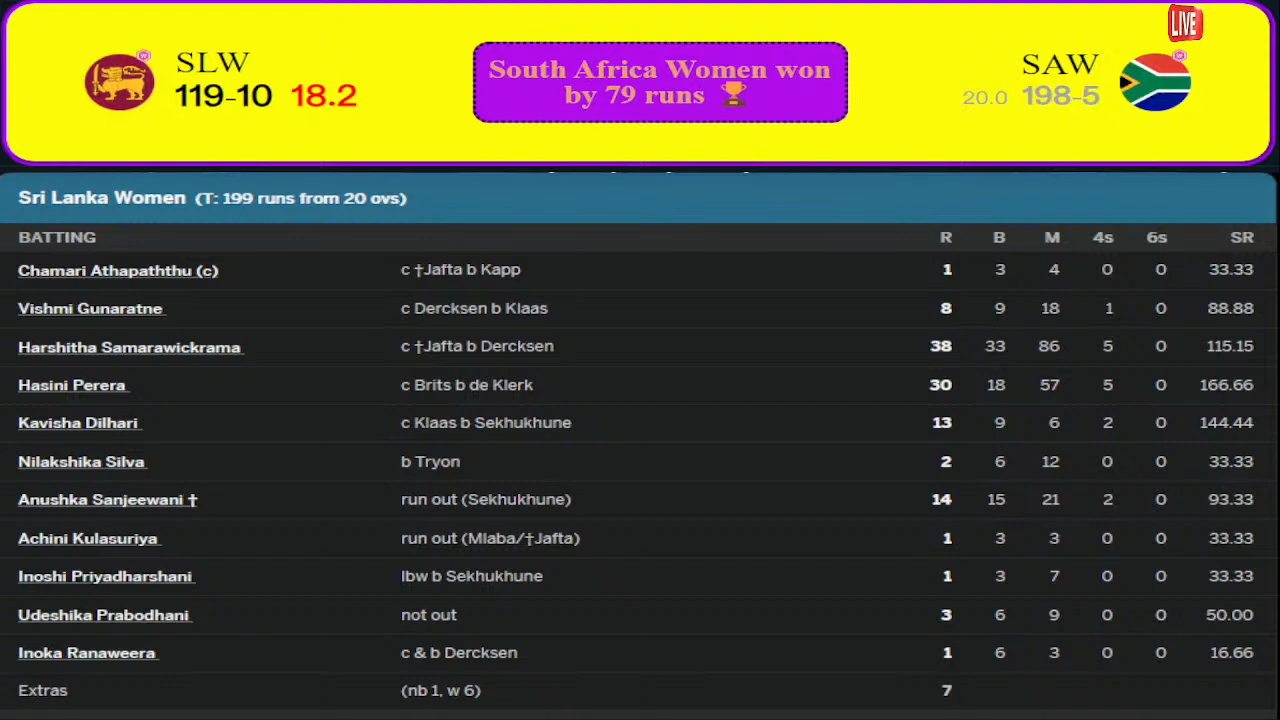 LIVE
SLW
119-10 18.2
South Africa Women won
by 79 runs 🏆
SAW
20.0 198-5
Sri Lanka Women (T: 199 runs from 20 ovs)
BATTING R B M 4s 6s SR
Chamari Athapaththu (c) c †Jafta b Kapp 1 3 4 0 0 33.33
Vishmi Gunaratne c Dercksen b Klaas 8 9 18 1 0 88.88
Harshitha Samarawickrama c †Jafta b Dercksen 38 33 86 5 0 115.15
Hasini Perera c Brits b de Klerk 30 18 57 5 0 166.66
Kavisha Dilhari c Klaas b Sekhukhune 13 9 6 2 0 144.44
Nilakshika Silva b Tryon 2 6 12 0 0 33.33
Anushka Sanjeewani † run out (Sekhukhune) 14 15 21 2 0 93.33
Achini Kulasuriya run out (Mlaba/†Jafta) 1 3 3 0 0 33.33
Inoshi Priyadharshani lbw b Sekhukhune 1 3 7 0 0 33.33
Udeshika Prabodhani not out 3 6 9 0 0 50.00
Inoka Ranaweera c & b Dercksen 1 6 3 0 0 16.66
Extras (nb 1, w 6) 7